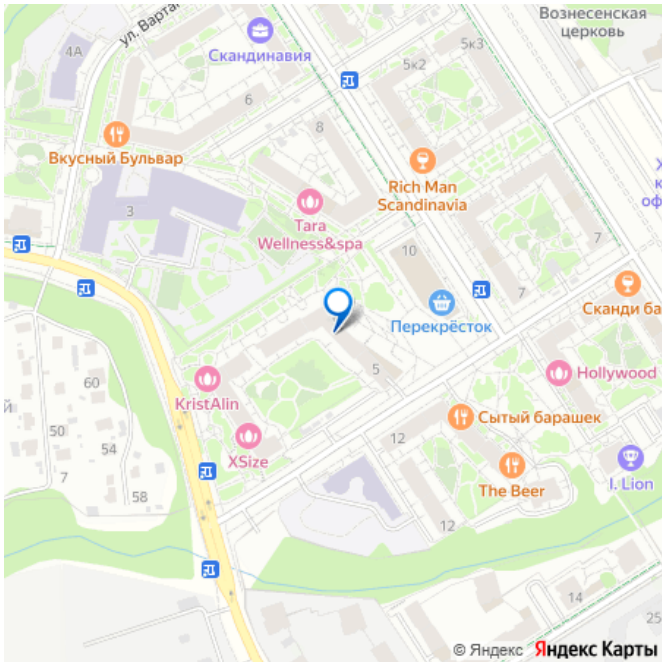 Вознесенская
церковь
ул. Варта
4А
Скандинавия
5к2
5к3
6
8
Вкусный Бульвар
Rich Man
Scandinavia
3
Tara
Wellness&spa
10
7
7
Перекрёсток
Сканди ба
5
60
KristAlin
Hollywood
ий
50
54
XSize
12
Сытый барашек
7
58
The Beer
I. Lion
12
14
25
© Яндекс Яндекс Карты